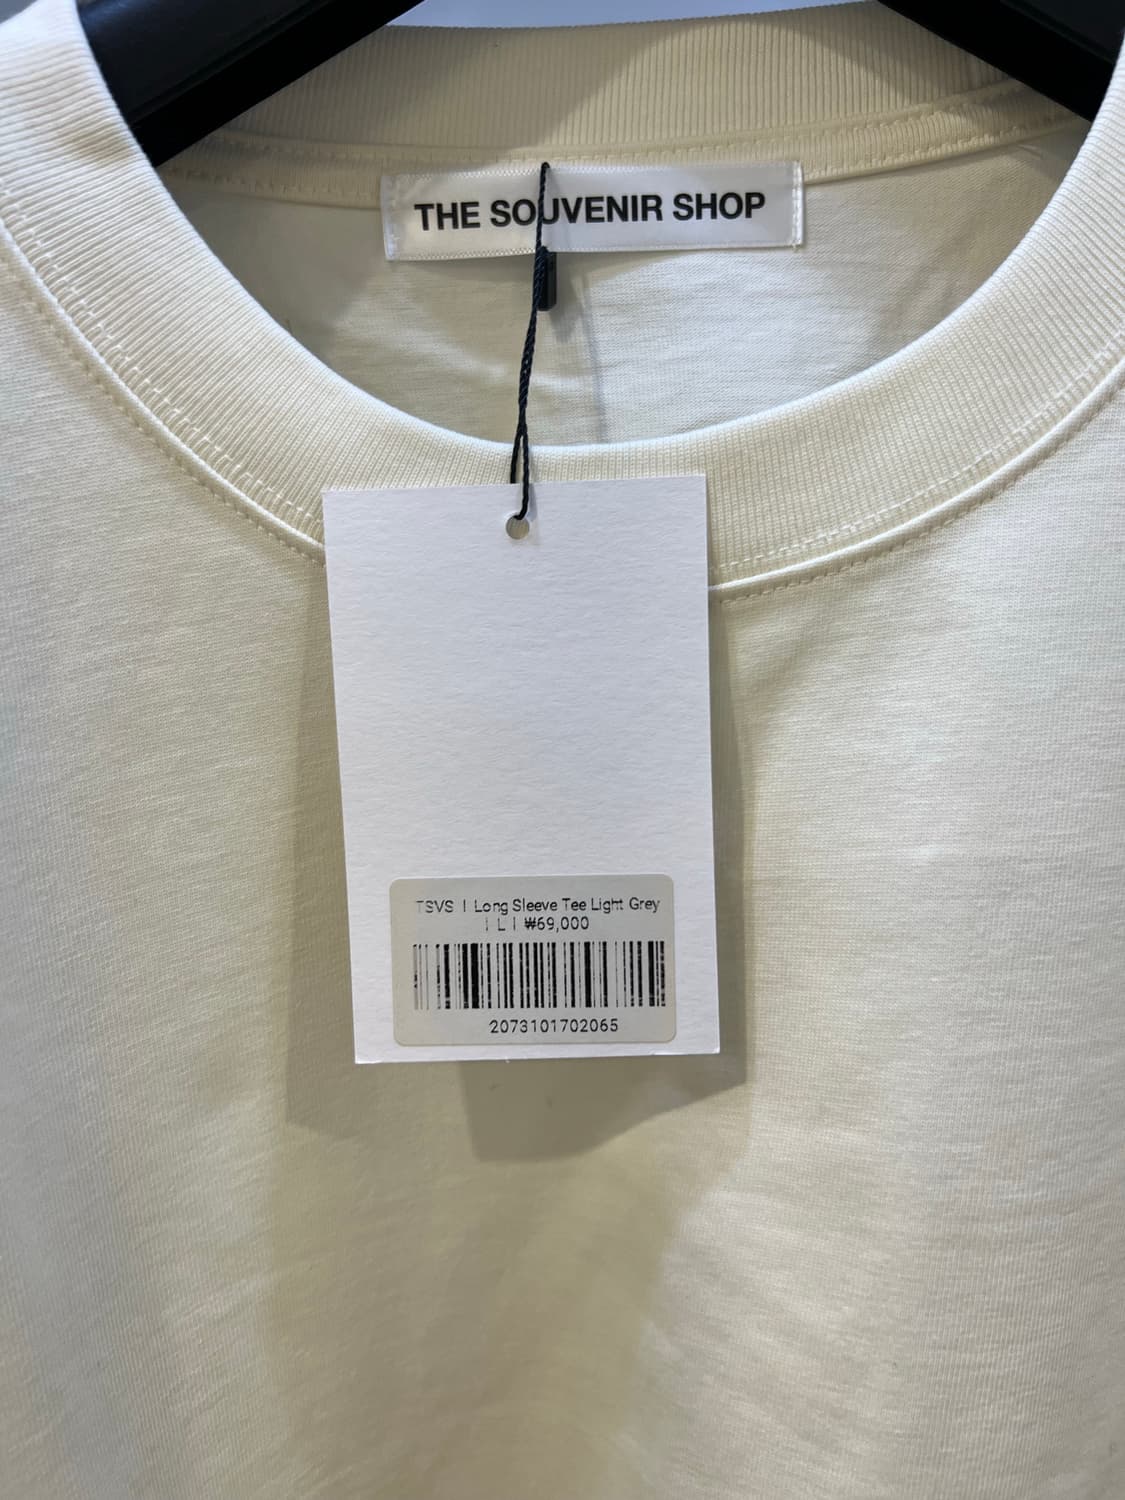 THE SOUVENIR SHOP
TSVS | Long Sleeve Tee Light Grey
| L | ₩69,000
2073101702065